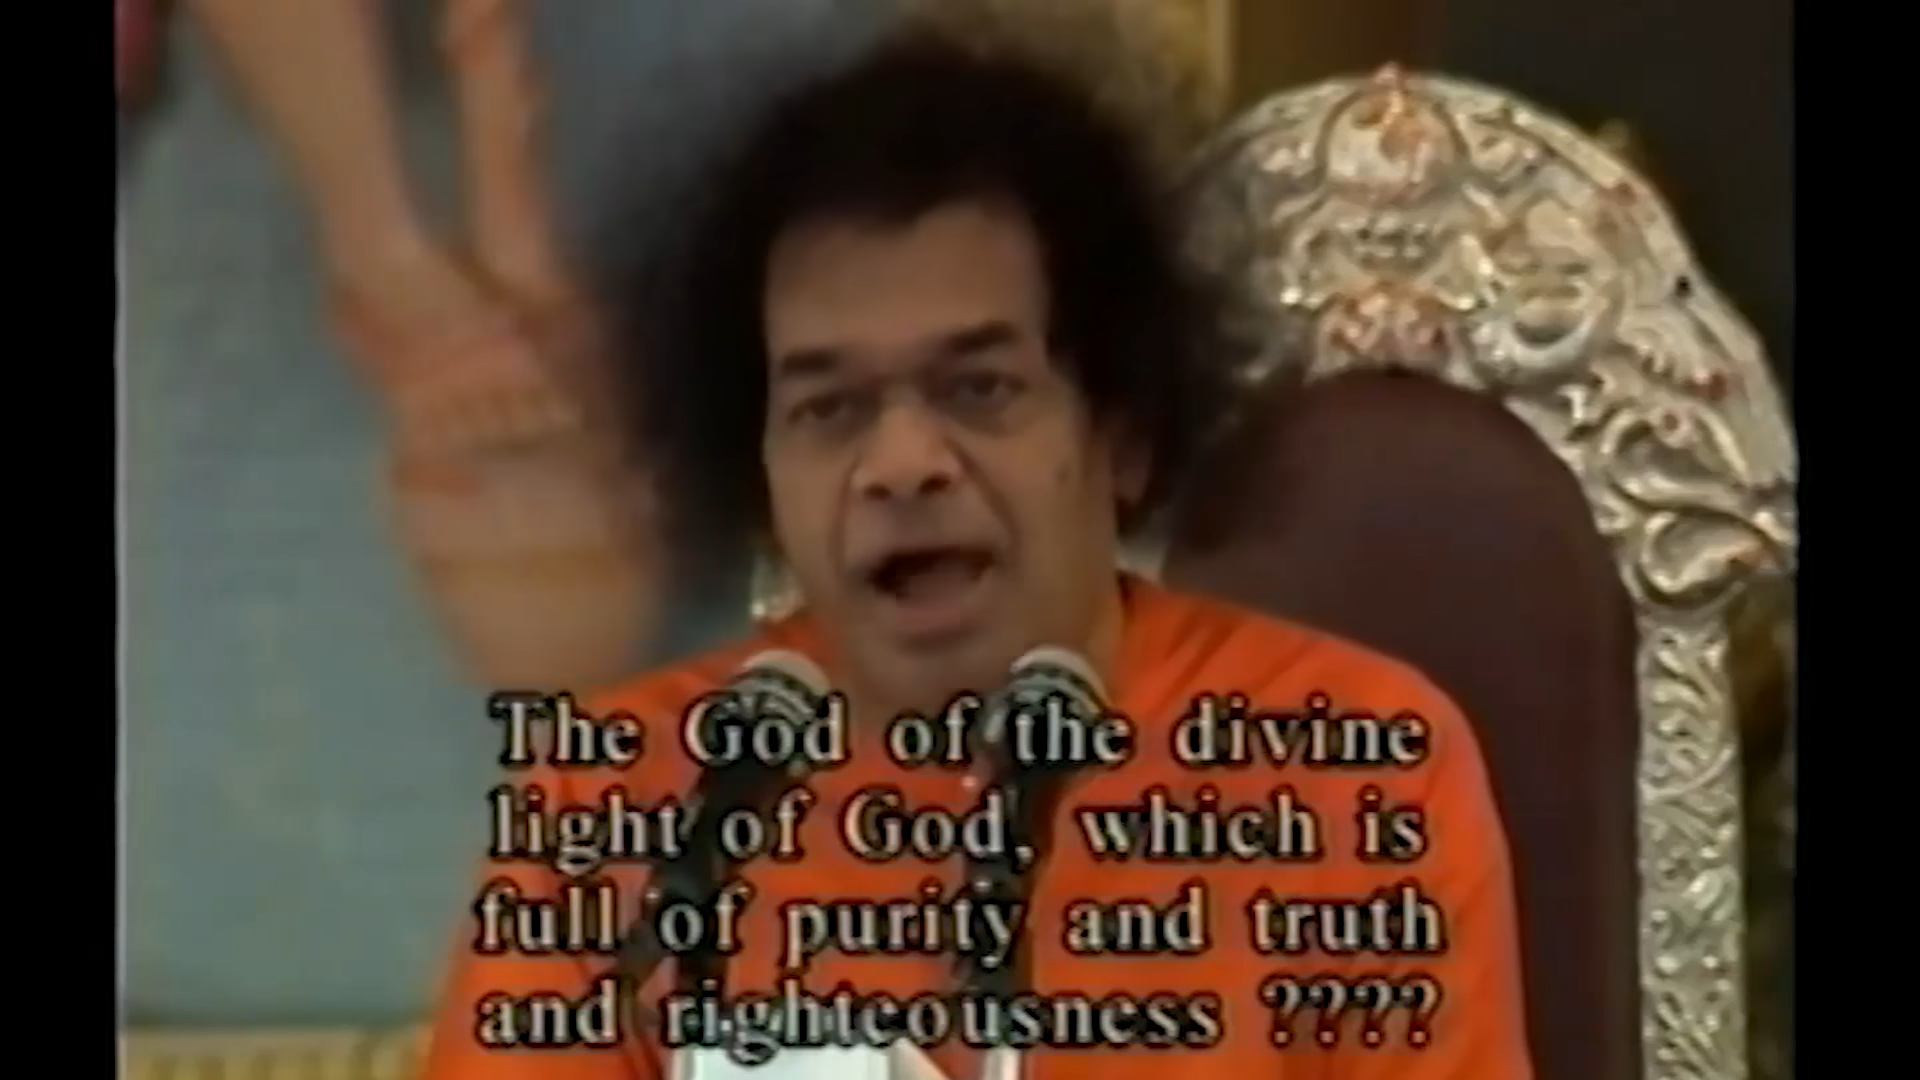 The God of the divine
light of God, which is
full of purity and truth
and righteousness ????